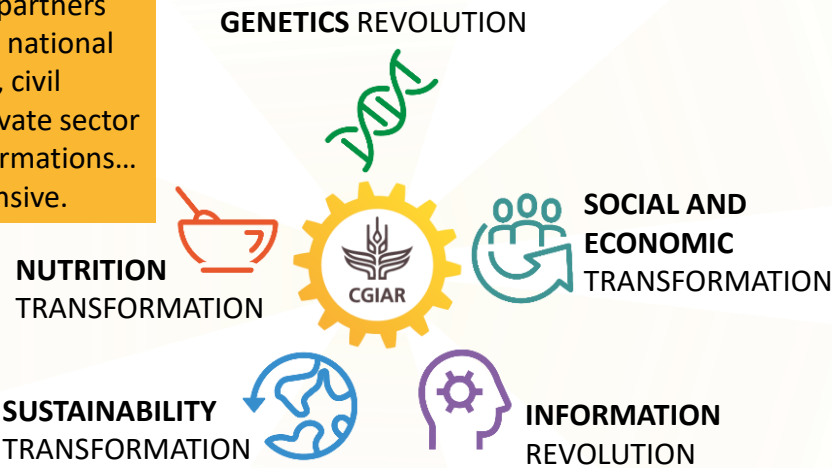 partners
national
, civil
vate sector
rmations…
nsive.
GENETICS REVOLUTION
SOCIAL AND
ECONOMIC
TRANSFORMATION
NUTRITION
TRANSFORMATION
CGIAR
SUSTAINABILITY
TRANSFORMATION
INFORMATION
REVOLUTION